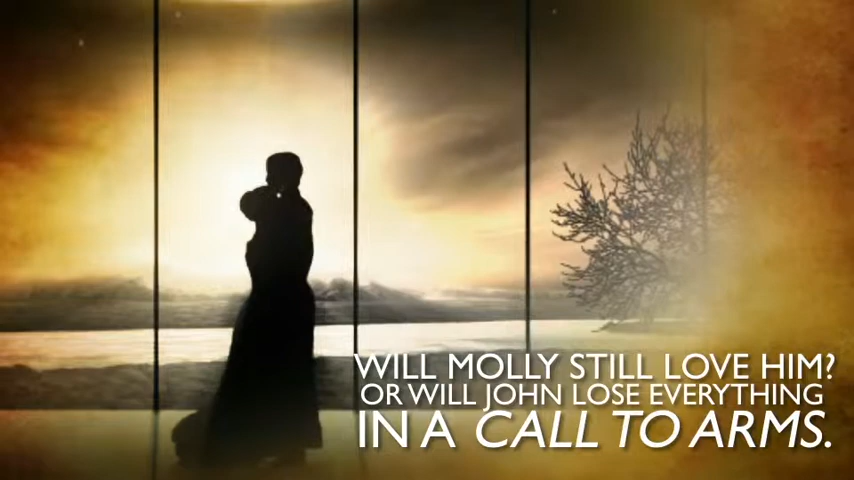 WILL MOLLY STILL LOVE HIM?
OR WILL JOHN LOSE EVERYTHING
IN A CALL TO ARMS.